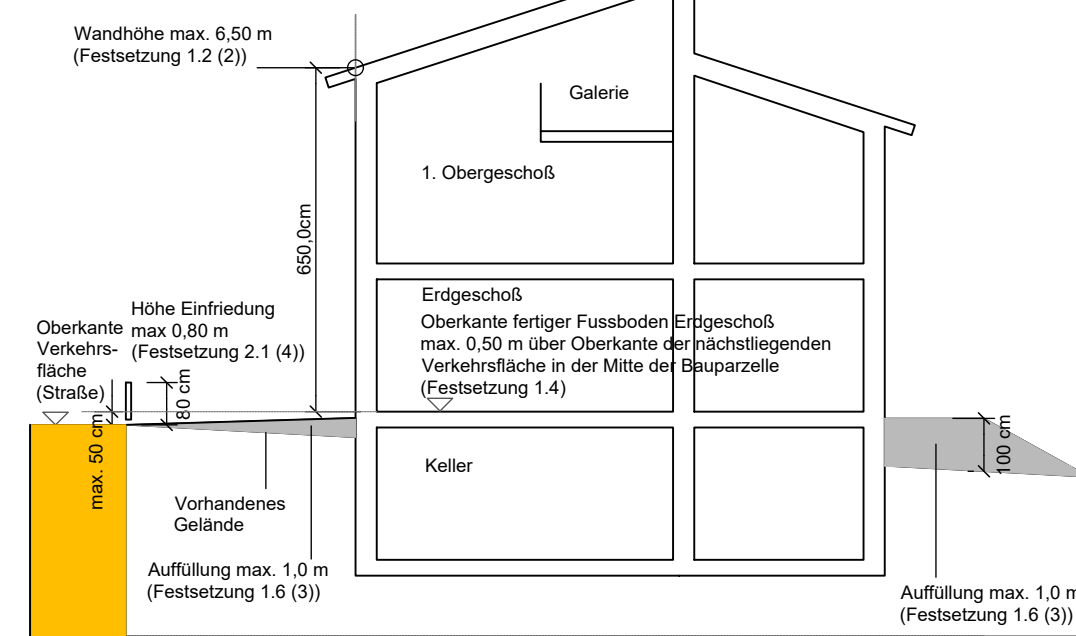 Wandhöhe max. 6,50 m
(Festsetzung 1.2 (2))
Galerie
1. Obergeschoß
650,0cm
Erdgeschoß
Oberkante fertiger Fussboden Erdgeschoß
max. 0,50 m über Oberkante der nächstliegenden
Verkehrsfläche in der Mitte der Bauparzelle
(Festsetzung 1.4)
Höhe Einfriedung
max 0,80 m
(Festsetzung 2.1 (4))
Oberkante
Verkehrs-
fläche
(Straße)
80 cm
max. 50 cm
100 cm
Keller
Vorhandenes
Gelände
Auffüllung max. 1,0 m
(Festsetzung 1.6 (3))
Auffüllung max. 1,0 m
(Festsetzung 1.6 (3))